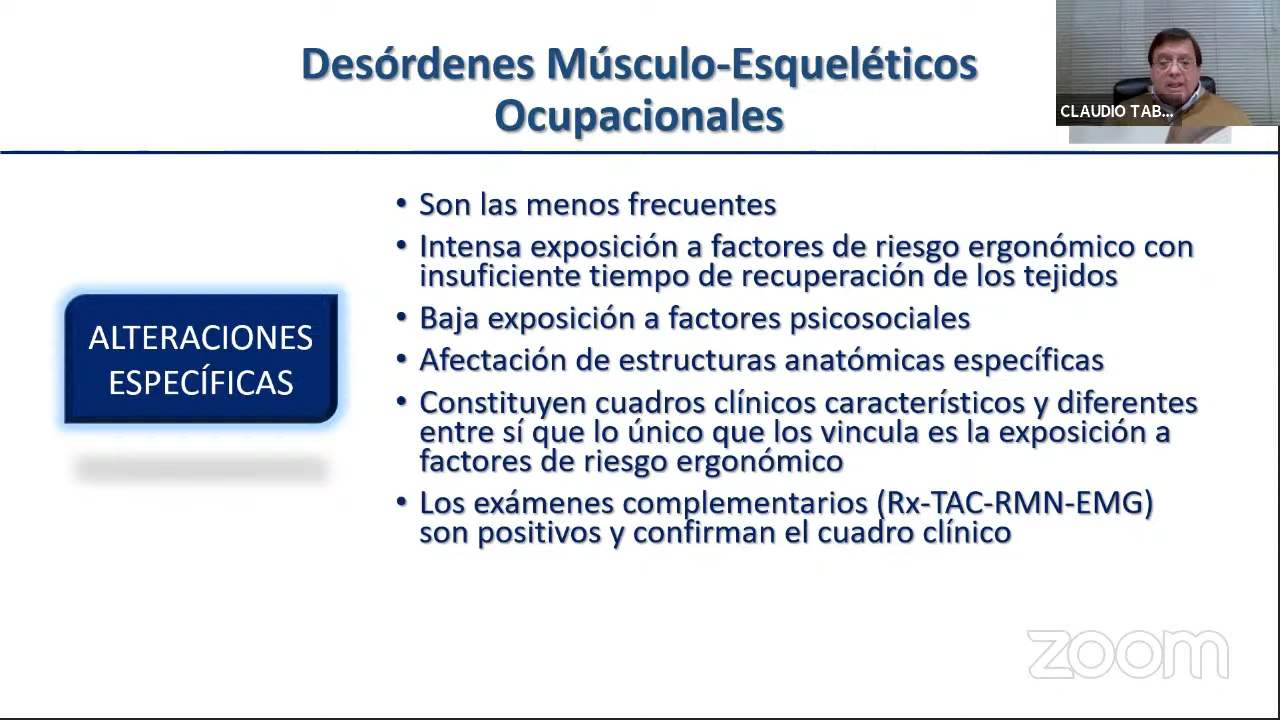 Desórdenes Músculo-Esqueléticos
Ocupacionales
CLAUDIO TAB...
ALTERACIONES
ESPECÍFICAS
• Son las menos frecuentes
• Intensa exposición a factores de riesgo ergonómico con
insuficiente tiempo de recuperación de los tejidos
• Baja exposición a factores psicosociales
• Afectación de estructuras anatómicas específicas
• Constituyen cuadros clínicos característicos y diferentes
entre sí que lo único que los vincula es la exposición a
factores de riesgo ergonómico
• Los exámenes complementarios (Rx-TAC-RMN-EMG)
son positivos y confirman el cuadro clínico
zoom